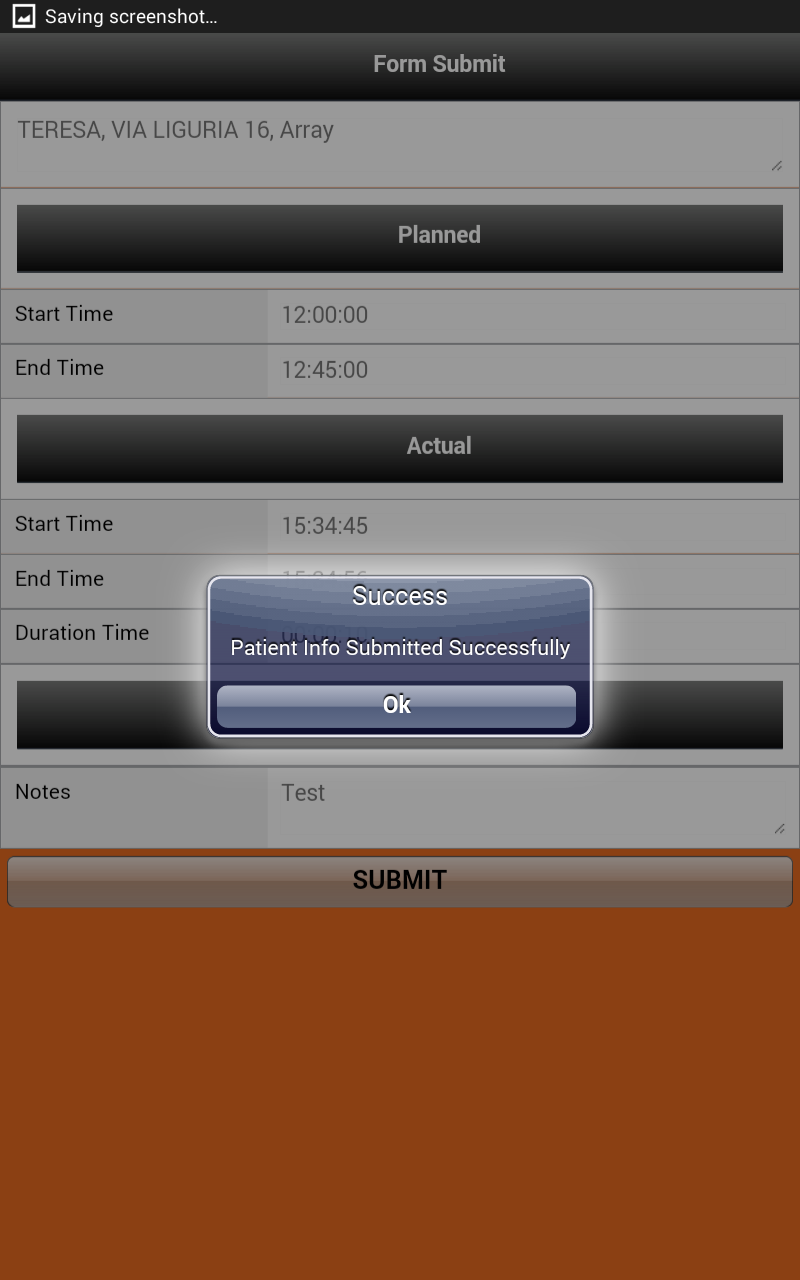 Saving screenshot...
Form Submit
TERESA, VIA LIGURIA 16, Array
Planned
Start Time 12:00:00
End Time 12:45:00
Actual
Start Time 15:34:45
End Time
Duration Time
Success
Patient Info Submitted Successfully
Ok
Notes Test
SUBMIT